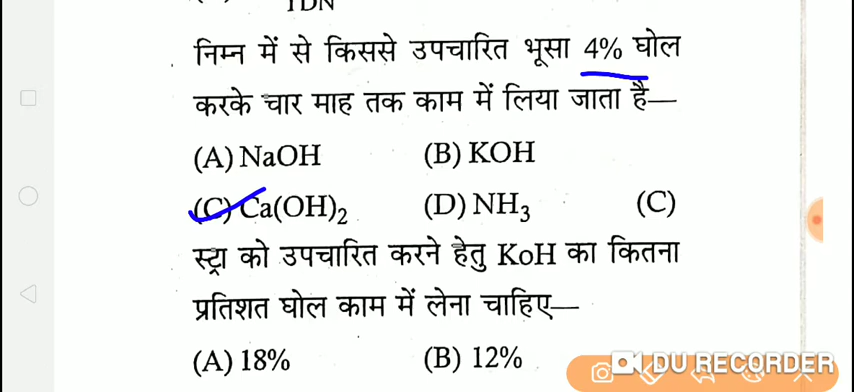 TDN
निम्न में से किससे उपचारित भूसा 4% घोल
करके चार माह तक काम में लिया जाता है—
(A) NaOH (B) KOH
(C) Ca(OH)2 (D) NH3 (C)
स्ट्रा को उपचारित करने हेतु KoH का कितना
प्रतिशत घोल काम में लेना चाहिए—
(A) 18% (B) 12%
DU RECORDER